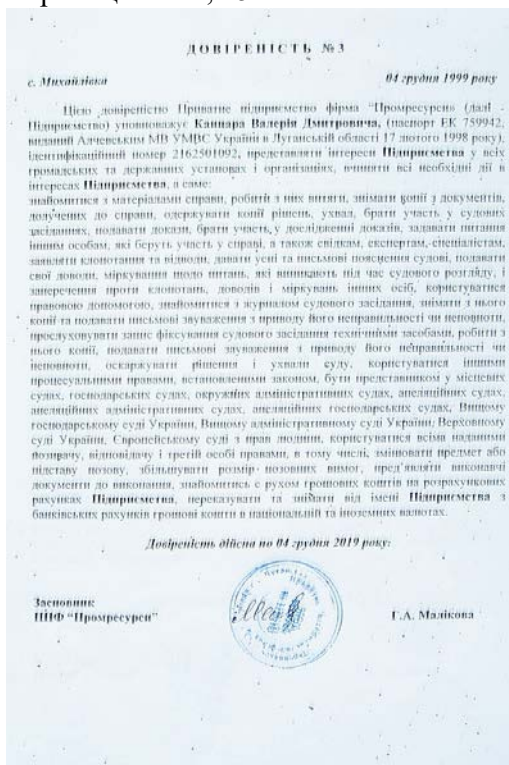 ДОВІРЕНІСТЬ №3
с. Михайлівка 04 грудня 1999 року
Цією довіреністю Приватне підприємство фірма “Промресурси” (далі -
Підприємство) уповноважує Каппара Валерія Дмитровича, (паспорт ЕК 759942,
виданий Алчевським МВ УМВС України в Луганській області 17 лютого 1998 року),
ідентифікаційний номер 2162501092, представляти інтереси Підприємства у всіх
громадських та державних установах і організаціях, вчиняти всі необхідні дії в
інтересах Підприємства, а саме:
знайомитися з матеріалами справи, робити з них витяги, знімати копії з документів,
долучених до справи, одержувати копії рішень, ухвал, брати участь у судових
засіданнях, подавати докази, брати участь у дослідженні доказів, задавати питання
іншим особам, які беруть участь у справі, а також свідкам, експертам, спеціалістам,
заявляти клопотання та відводи, давати усні та письмові пояснення судові, подавати
свої доводи, міркування щодо питань, які виникають під час судового розгляду, і
заперечення проти клопотань, доводів і міркувань інших осіб, користуватися
правовою допомогою, знайомитися з журналом судового засідання, знімати з нього
копії та подавати письмові зауваження з приводу його неправильності чи неповноти,
прослуховувати запис фіксування судового засідання технічними засобами, робити з
нього копії, подавати письмові зауваження з приводу його неправильності чи
неповноти, оскаржувати рішення і ухвали суду, користуватися іншими
процесуальними правами, встановленими законом, бути представником у місцевих
судах, господарських судах, окружних адміністративних судах, апеляційних судах,
апеляційних адміністративних судах, апеляційних господарських судах, Вищому
господарському суді України, Вищому адміністративному суді України, Верховному
суді України, Європейському суді з прав людини, користуватися всіма наданими
позивачу, відповідачу і третій особі правами, в тому числі, змінювати предмет або
підставу позову, збільшувати розмір позовних вимог, пред'являти виконавчі
документи до виконання, знайомитись с рухом грошових коштів на розрахункових
рахунках Підприємства, переказувати та знімати від імені Підприємства з
банківських рахунків грошові кошти в національній та іноземних валютах.
Довіреність дійсна по 04 грудня 2019 року.
Засновник
ППФ “Промресурси” Г.А. Малікова